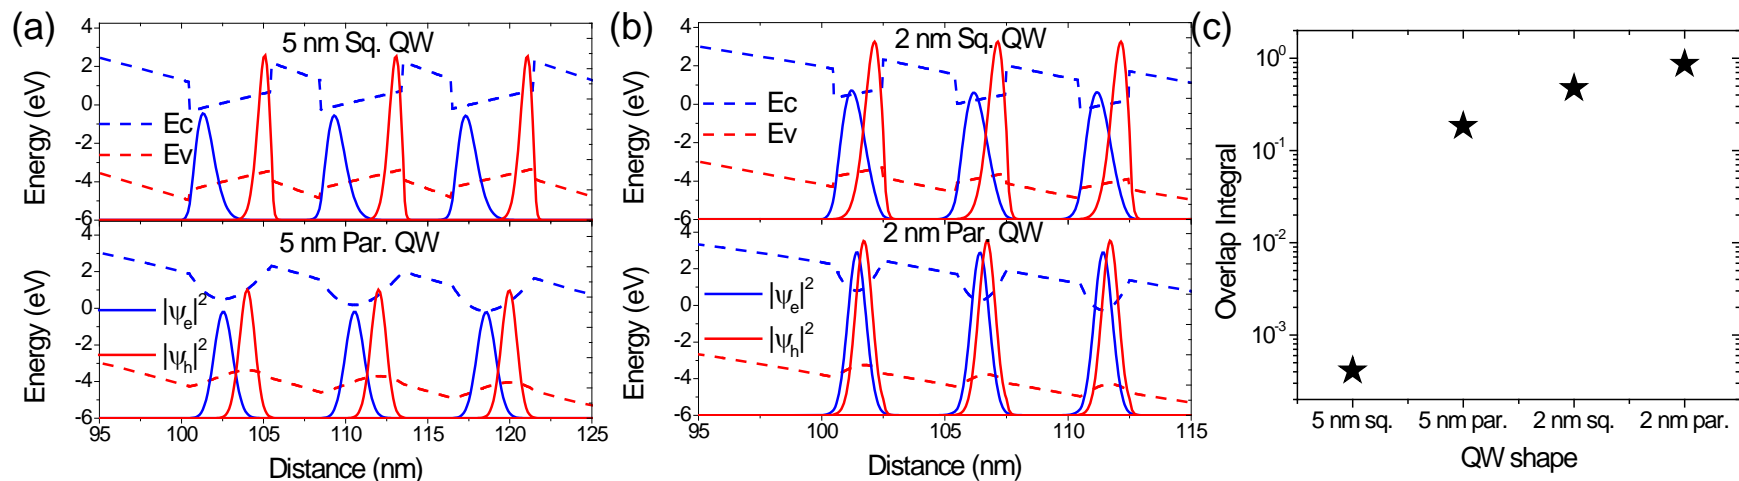 (a)
5 nm Sq. QW
Energy (eV)
4
2
0
-2
-4
-6
Ec
Ev
5 nm Par. QW
Energy (eV)
4
2
0
-2
-4
-6
|ψe|2
|ψh|2
95 100 105 110 115 120 125
Distance (nm)
(b)
2 nm Sq. QW
Energy (eV)
4
2
0
-2
-4
-6
Ec
Ev
2 nm Par. QW
Energy (eV)
4
2
0
-2
-4
-6
|ψe|2
|ψh|2
95 100 105 110 115
Distance (nm)
(c)
Overlap Integral
10^0
10^-1
10^-2
10^-3
5 nm sq. 5 nm par. 2 nm sq. 2 nm par.
QW shape